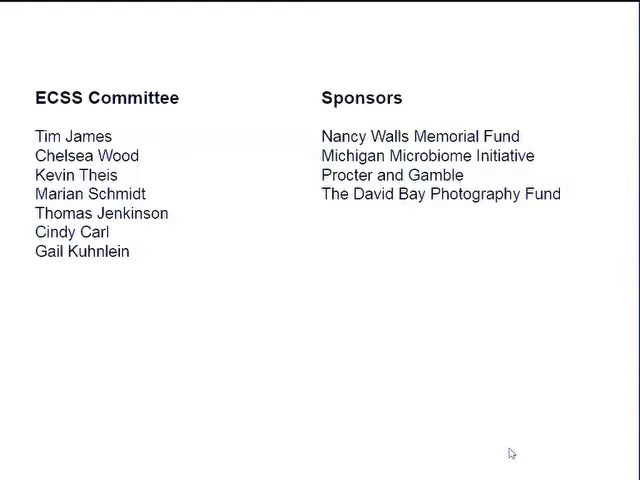 ECSS Committee
Tim James
Chelsea Wood
Kevin Theis
Marian Schmidt
Thomas Jenkinson
Cindy Carl
Gail Kuhnlein
Sponsors
Nancy Walls Memorial Fund
Michigan Microbiome Initiative
Procter and Gamble
The David Bay Photography Fund